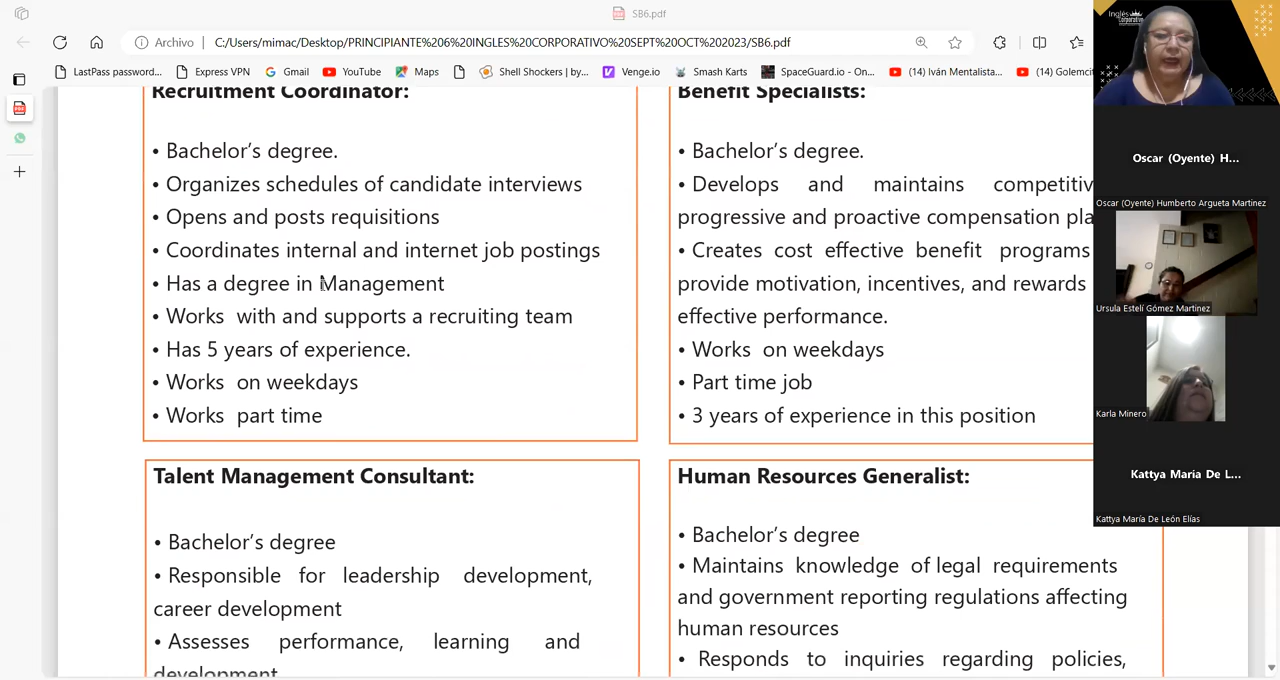 SB6.pdf
Archivo
C:/Users/mimac/Desktop/PRINCIPIANTE%206%20INGLES%20CORPORATIVO%20SEPT%20OCT%202023/SB6.pdf
LastPass password...
Express VPN
Gmail
YouTube
Maps
Shell Shockers | by...
Venge.io
Smash Karts
SpaceGuard.io - On...
(14) Iván Mentalista...
(14) Golemcit
Recruitment Coordinator:
• Bachelor's degree.
• Organizes schedules of candidate interviews
• Opens and posts requisitions
• Coordinates internal and internet job postings
• Has a degree in Management
• Works with and supports a recruiting team
• Has 5 years of experience.
• Works on weekdays
• Works part time
Benefit Specialists:
• Bachelor's degree.
• Develops and maintains competitiv
progressive and proactive compensation pla
• Creates cost effective benefit programs
provide motivation, incentives, and rewards
effective performance.
• Works on weekdays
• Part time job
• 3 years of experience in this position
Talent Management Consultant:
• Bachelor's degree
• Responsible for leadership development,
career development
• Assesses performance, learning and
development
Human Resources Generalist:
• Bachelor's degree
• Maintains knowledge of legal requirements
and government reporting regulations affecting
human resources
• Responds to inquiries regarding policies,
Inglés
Corporativo
Oscar (Oyente) H...
Oscar (Oyente) Humberto Argueta Martinez
Ursula Estelí Gómez Martinez
Karla Minero
Kattya María De L...
Kattya María De León Elías